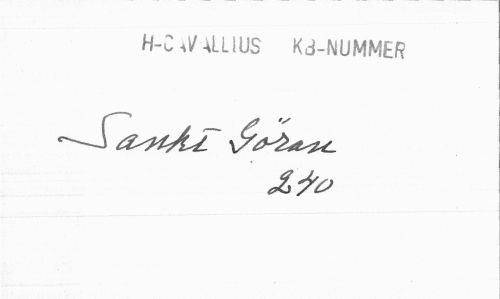 H-CAVALLIUS KB-NUMMER
Sankt Göran
240